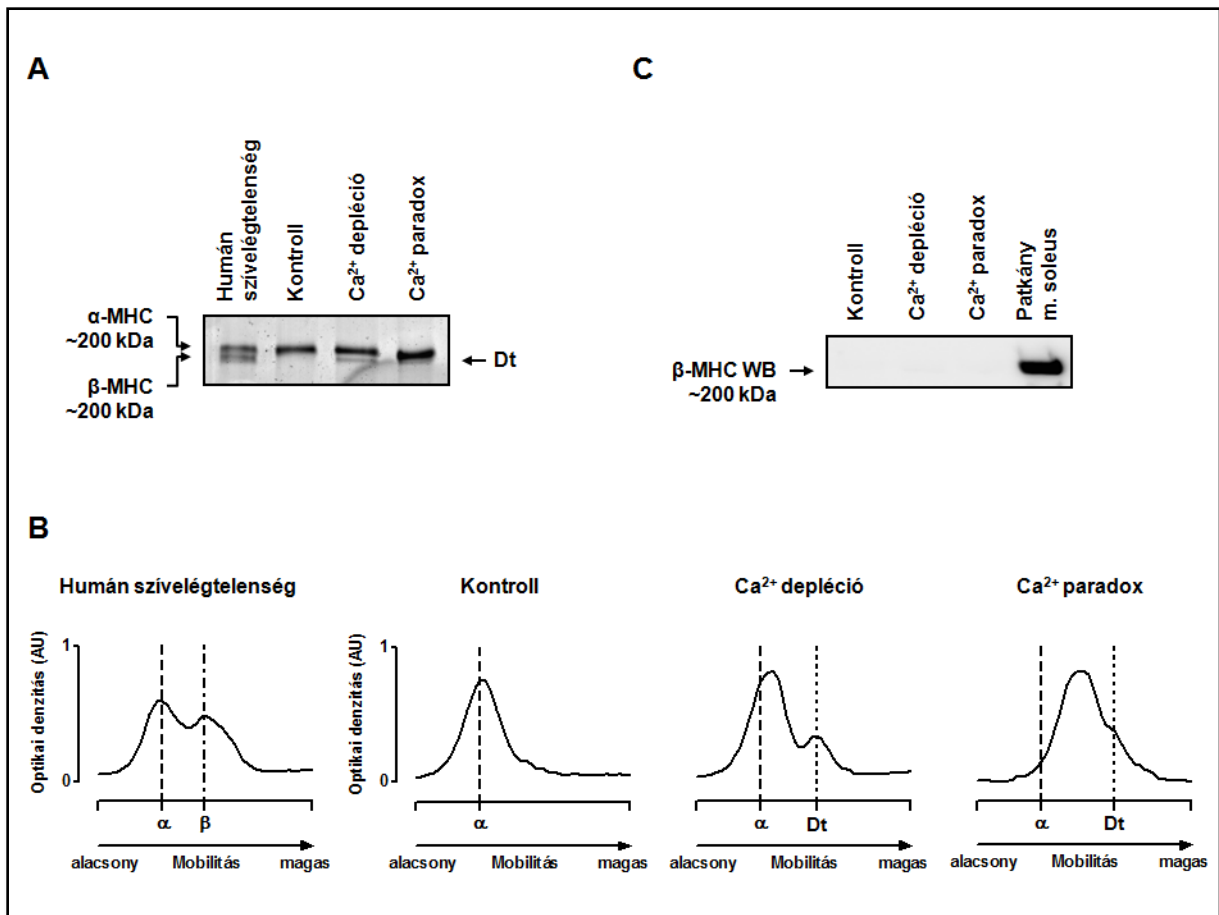 A
Humán
szívelégtelenség
Kontroll
Ca²⁺ depléció
Ca²⁺ paradox
α-MHC
~200 kDa
β-MHC
~200 kDa
Dt
C
Kontroll
Ca²⁺ depléció
Ca²⁺ paradox
Patkány
m. soleus
β-MHC WB
~200 kDa
B
Humán szívelégtelenség
Kontroll
Ca²⁺ depléció
Ca²⁺ paradox
Optikai denzitás (AU)
1
0
α β
alacsony Mobilitás magas
Optikai denzitás (AU)
1
0
α
alacsony Mobilitás magas
1
0
α Dt
alacsony Mobilitás magas
α Dt
alacsony Mobilitás magas